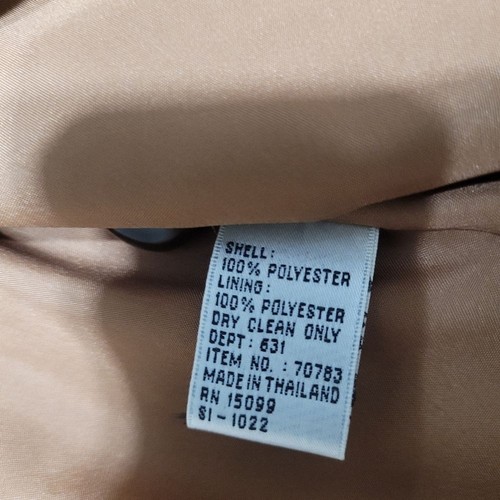 SHELL:
100% POLYESTER
LINING:
100% POLYESTER
DRY CLEAN ONLY
DEPT: 631
ITEM NO. : 70783
MADE IN THAILAND
RN 15099
SI-1022